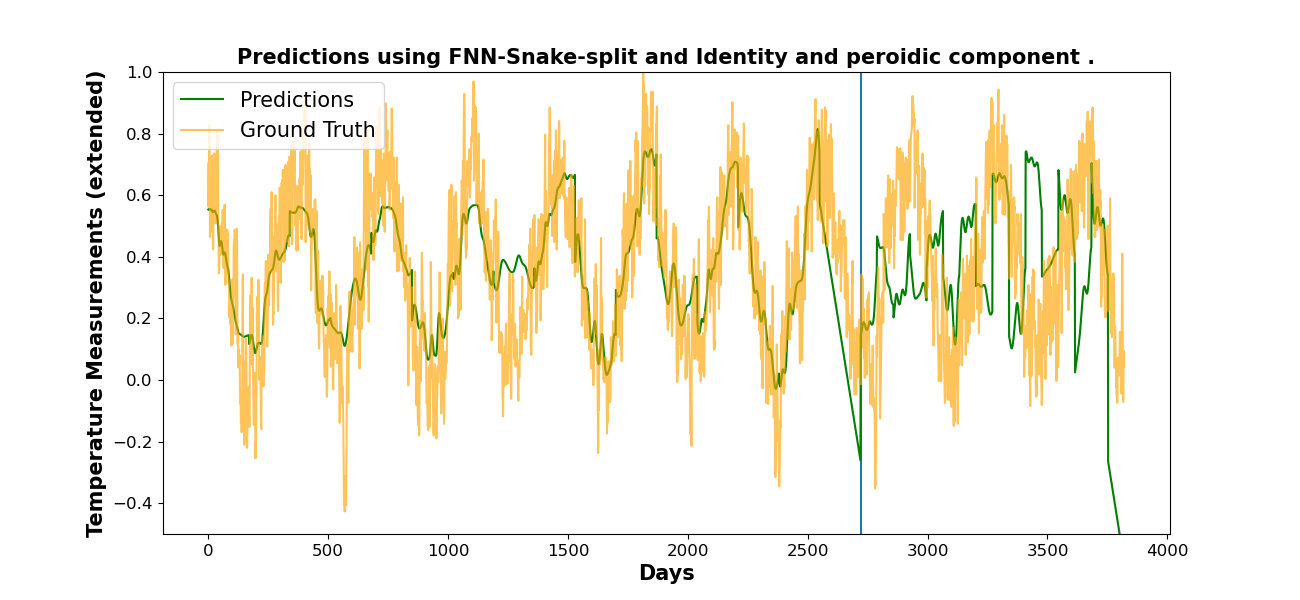 Predictions using FNN-Snake-split and Identity and peroidic component .
Temperature Measurements (extended)
1.0
0.8
0.6
0.4
0.2
0.0
−0.2
−0.4
Predictions
Ground Truth
0 500 1000 1500 2000 2500 3000 3500 4000
Days